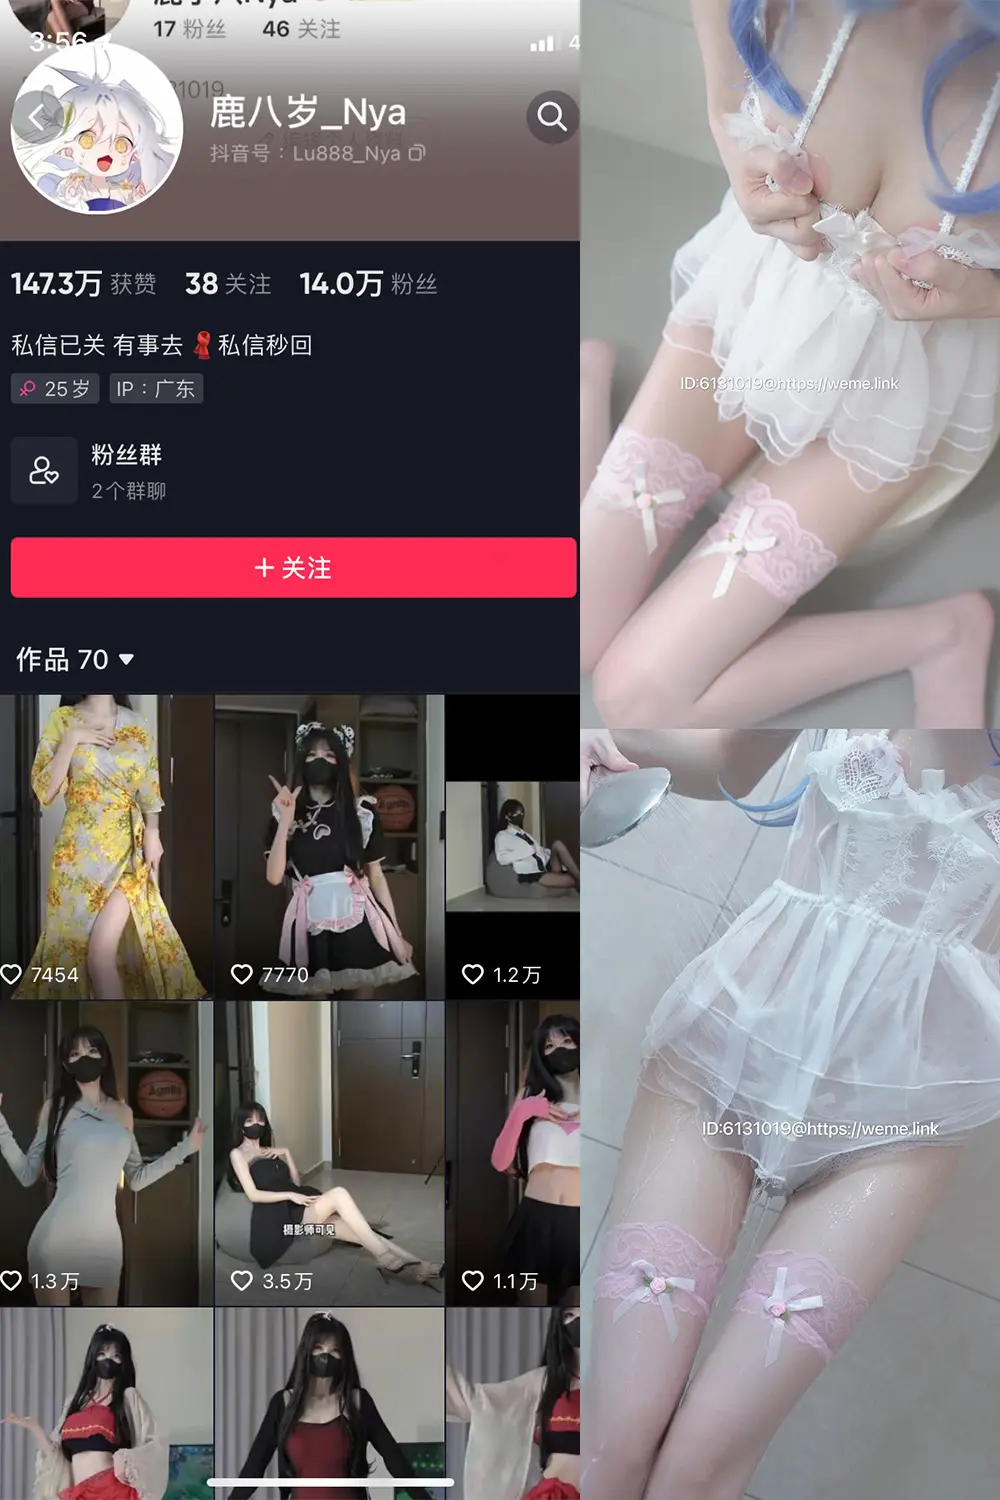 17 粉丝 46 关注
3:56
鹿八岁_Nya
抖音号：Lu888_Nya
147.3万 获赞 38 关注 14.0万 粉丝
私信已关 有事去 私信秒回
25岁 IP：广东
粉丝群
2个群聊
+ 关注
作品 70
7454
7770
1.2万
1.3万
摄影师可见
3.5万
1.1万
ID:6131019@https://weme.link
ID:6131019@https://weme.link